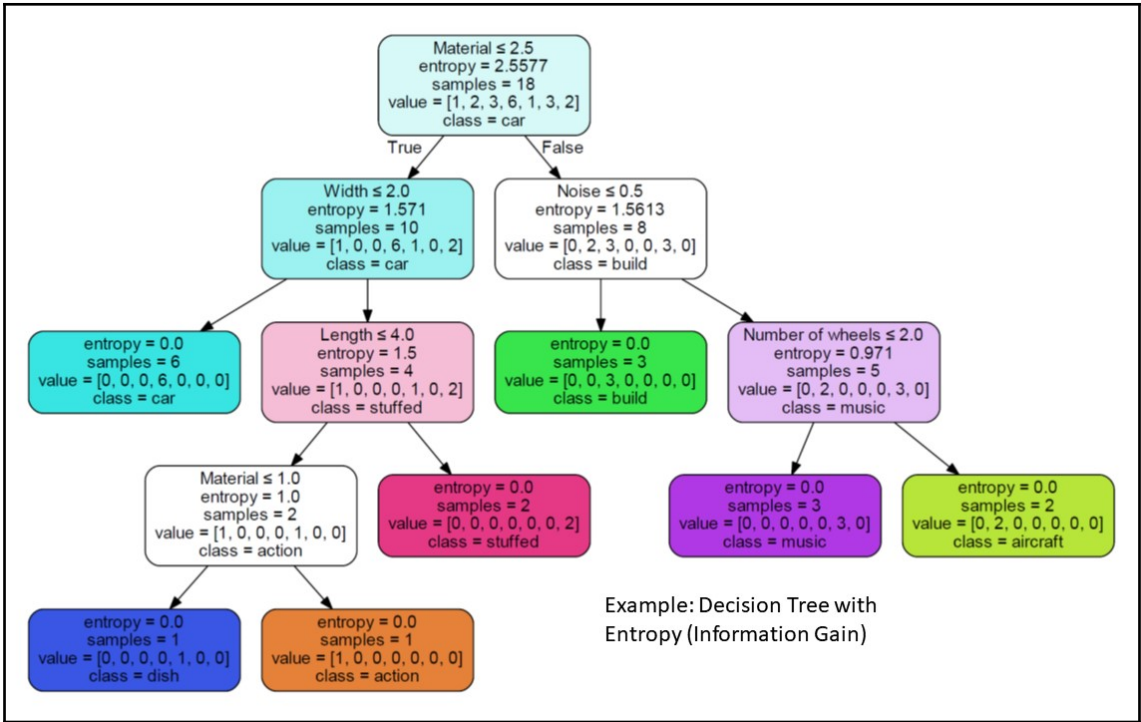 Material ≤ 2.5
entropy = 2.5577
samples = 18
value = [1, 2, 3, 6, 1, 3, 2]
class = car
True
False
Width ≤ 2.0
entropy = 1.571
samples = 10
value = [1, 0, 0, 6, 1, 0, 2]
class = car
Noise ≤ 0.5
entropy = 1.5613
samples = 8
value = [0, 2, 3, 0, 0, 3, 0]
class = build
entropy = 0.0
samples = 6
value = [0, 0, 0, 6, 0, 0, 0]
class = car
Length ≤ 4.0
entropy = 1.5
samples = 4
value = [1, 0, 0, 0, 1, 0, 2]
class = stuffed
entropy = 0.0
samples = 3
value = [0, 0, 3, 0, 0, 0, 0]
class = build
Number of wheels ≤ 2.0
entropy = 0.971
samples = 5
value = [0, 2, 0, 0, 0, 3, 0]
class = music
Material ≤ 1.0
entropy = 1.0
samples = 2
value = [1, 0, 0, 0, 1, 0, 0]
class = action
entropy = 0.0
samples = 2
value = [0, 0, 0, 0, 0, 0, 2]
class = stuffed
entropy = 0.0
samples = 3
value = [0, 0, 0, 0, 0, 3, 0]
class = music
entropy = 0.0
samples = 2
value = [0, 2, 0, 0, 0, 0, 0]
class = aircraft
entropy = 0.0
samples = 1
value = [0, 0, 0, 0, 1, 0, 0]
class = dish
entropy = 0.0
samples = 1
value = [1, 0, 0, 0, 0, 0, 0]
class = action
Example: Decision Tree with
Entropy (Information Gain)